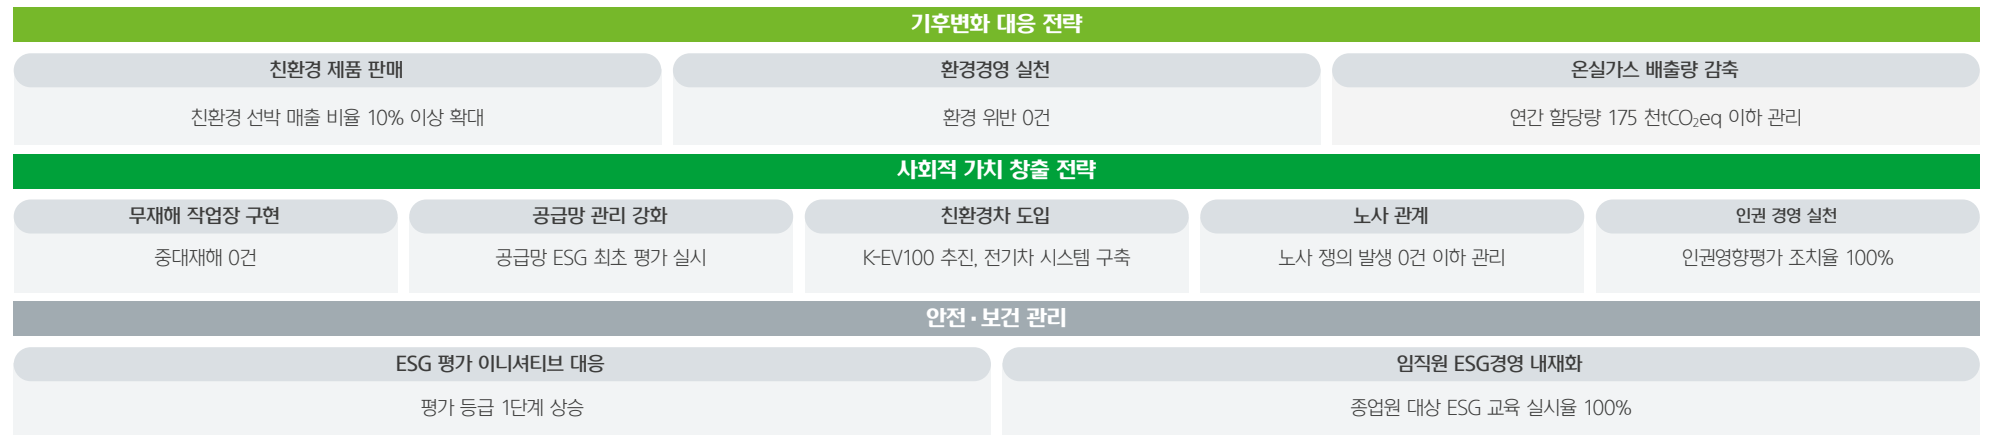 기후변화 대응 전략
친환경 제품 판매
환경경영 실천
온실가스 배출량 감축
친환경 선박 매출 비율 10% 이상 확대
환경 위반 0건
연간 할당량 175 천tCO₂eq 이하 관리
사회적 가치 창출 전략
무재해 작업장 구현
공급망 관리 강화
친환경차 도입
노사 관계
인권 경영 실천
중대재해 0건
공급망 ESG 최초 평가 실시
K-EV100 추진, 전기차 시스템 구축
노사 쟁의 발생 0건 이하 관리
인권영향평가 조치율 100%
안전·보건 관리
ESG 평가 이니셔티브 대응
임직원 ESG경영 내재화
평가 등급 1단계 상승
종업원 대상 ESG 교육 실시율 100%